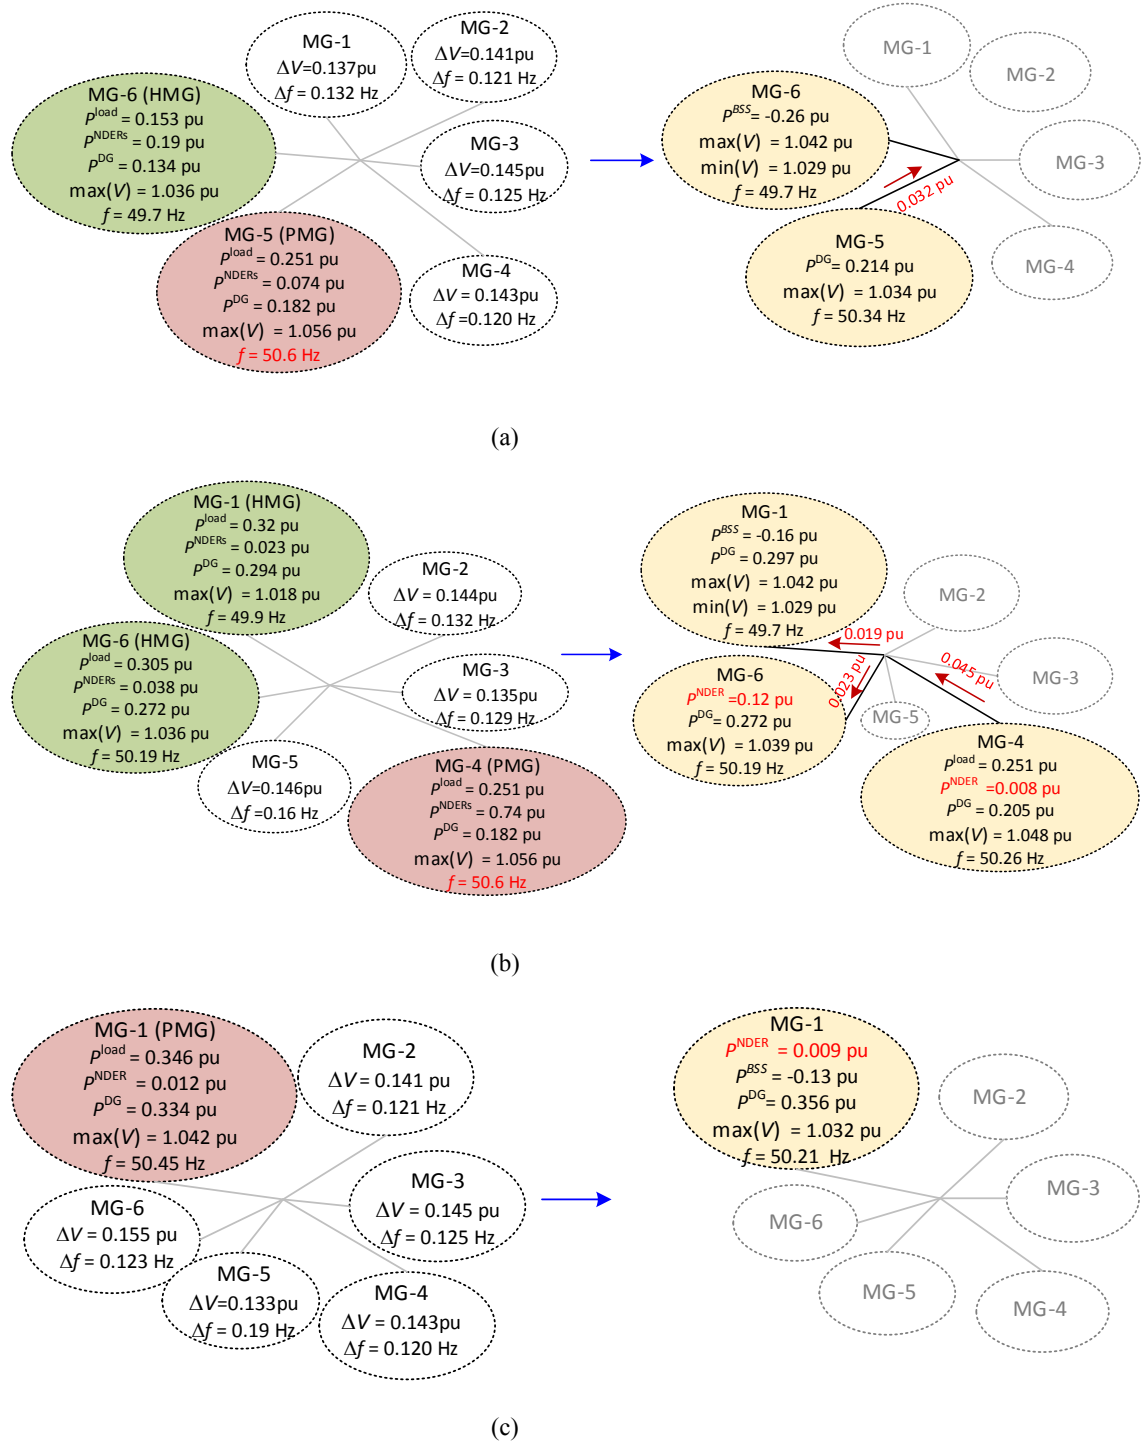 MG-1
ΔV=0.137pu
Δf = 0.132 Hz
MG-2
ΔV=0.141pu
Δf = 0.121 Hz
MG-6 (HMG)
P^load = 0.153 pu
P^NDERs = 0.19 pu
P^DG = 0.134 pu
max(V) = 1.036 pu
f = 49.7 Hz
MG-3
ΔV=0.145pu
Δf = 0.125 Hz
MG-5 (PMG)
P^load = 0.251 pu
P^NDERs = 0.074 pu
P^DG = 0.182 pu
max(V) = 1.056 pu
f = 50.6 Hz
MG-4
ΔV = 0.143pu
Δf =0.120 Hz
MG-1
MG-2
MG-6
P^BSS = -0.26 pu
max(V) = 1.042 pu
min(V) = 1.029 pu
f = 49.7 Hz
MG-3
0.032 pu
MG-5
P^DG = 0.214 pu
max(V) = 1.034 pu
f = 50.34 Hz
MG-4
(a)
MG-1 (HMG)
P^load = 0.32 pu
P^NDERs = 0.023 pu
P^DG = 0.294 pu
max(V) = 1.018 pu
f = 49.9 Hz
MG-2
ΔV = 0.144pu
Δf = 0.132 Hz
MG-6 (HMG)
P^load = 0.305 pu
P^NDERs = 0.038 pu
P^DG = 0.272 pu
max(V) = 1.036 pu
f = 50.19 Hz
MG-3
ΔV = 0.135pu
Δf = 0.129 Hz
MG-5
ΔV=0.146pu
Δf = 0.16 Hz
MG-4 (PMG)
P^load = 0.251 pu
P^NDERs = 0.74 pu
P^DG = 0.182 pu
max(V) = 1.056 pu
f = 50.6 Hz
MG-1
P^BSS = -0.16 pu
P^DG = 0.297 pu
max(V) = 1.042 pu
min(V) = 1.029 pu
f = 49.7 Hz
MG-2
0.019 pu
0.045 pu
0.023 pu
MG-3
MG-6
P^NDER =0.12 pu
P^DG = 0.272 pu
max(V) = 1.039 pu
f = 50.19 Hz
MG-5
MG-4
P^load = 0.251 pu
P^NDER =0.008 pu
P^DG = 0.205 pu
max(V) = 1.048 pu
f = 50.26 Hz
(b)
MG-1 (PMG)
P^load = 0.346 pu
P^NDER = 0.012 pu
P^DG = 0.334 pu
max(V) = 1.042 pu
f = 50.45 Hz
MG-2
ΔV = 0.141 pu
Δf = 0.121 Hz
MG-3
ΔV = 0.145 pu
Δf = 0.125 Hz
MG-6
ΔV = 0.155 pu
Δf = 0.123 Hz
MG-5
ΔV = 0.133pu
Δf = 0.19 Hz
MG-4
ΔV = 0.143pu
Δf = 0.120 Hz
MG-1
P^NDER = 0.009 pu
P^BSS = -0.13 pu
P^DG= 0.356 pu
max(V) = 1.032 pu
f = 50.21 Hz
MG-2
MG-3
MG-6
MG-5
MG-4
(c)